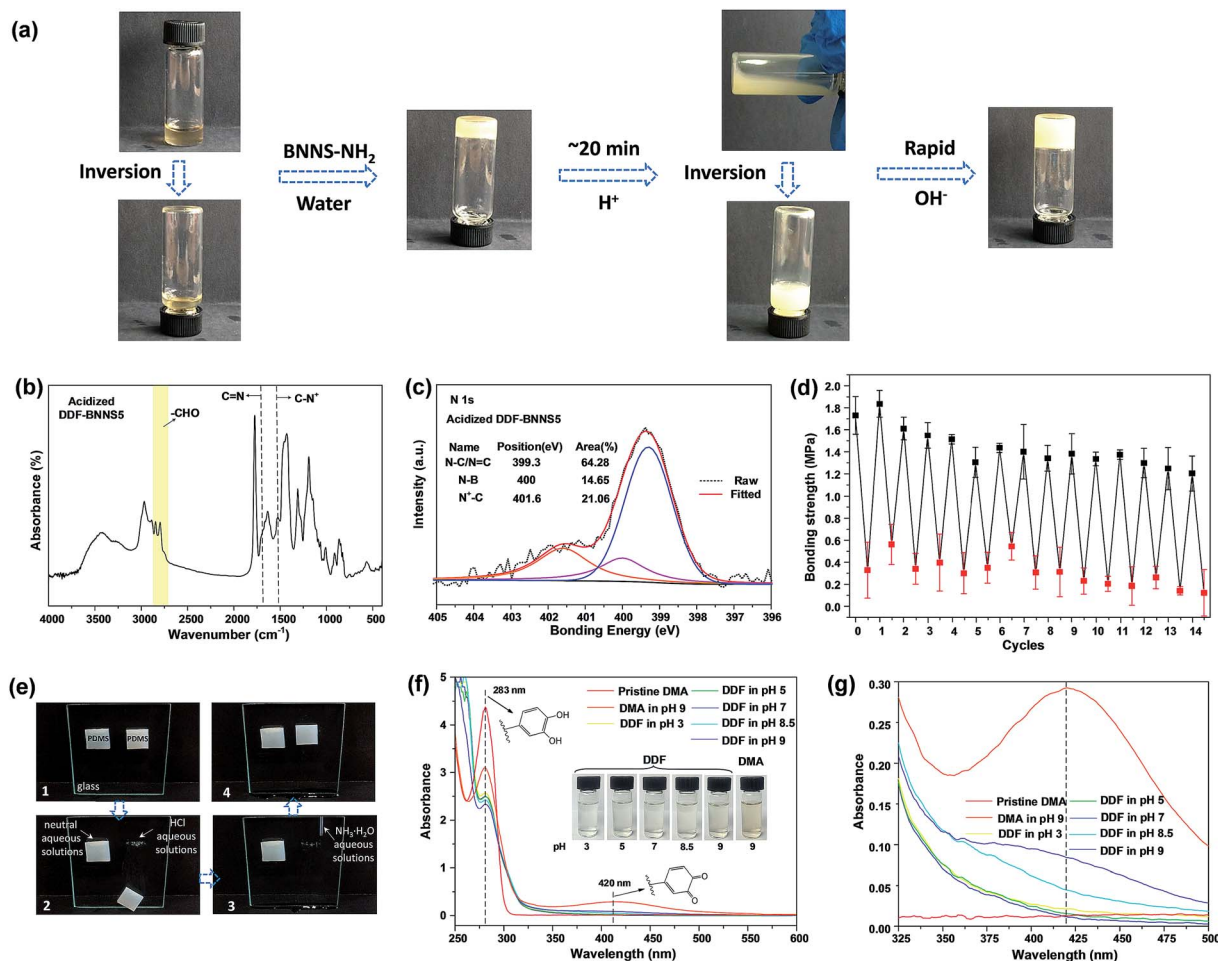 (a)
Inversion
BNNS-NH2
Water
~20 min
H+
Inversion
Rapid
OH-
(b)
Acidized
DDF-BNNS5
-CHO
C=N
C-N+
Absorbance (%)
4000 3500 3000 2500 2000 1500 1000 500
Wavenumber (cm-1)
(c)
N 1s
Acidized DDF-BNNS5
Name Position(eV) Area(%)
N-C/N=C 399.3 64.28
N-B 400 14.65
N+-C 401.6 21.06
Raw
Fitted
Intensity (a.u.)
405 404 403 402 401 400 399 398 397 396
Bonding Energy (eV)
(d)
Bonding strength (MPa)
2.0
1.8
1.6
1.4
1.2
1.0
0.8
0.6
0.4
0.2
0.0
0 1 2 3 4 5 6 7 8 9 10 11 12 13 14
Cycles
(e)
PDMS PDMS
glass
1
4
neutral
aqueous
solutions
HCl
aqueous
solutions
2
NH3·H2O
aqueous
solutions
3
(f)
Absorbance
5
4
3
2
1
0
283 nm
OH
HO
Pristine DMA
DMA in pH 9
DDF in pH 3
DDF in pH 5
DDF in pH 7
DDF in pH 8.5
DDF in pH 9
DDF DMA
pH 3 5 7 8.5 9 9
420 nm
O
O
250 300 350 400 450 500 550 600
Wavelength (nm)
(g)
Absorbance
0.30
0.25
0.20
0.15
0.10
0.05
0.00
Pristine DMA
DMA in pH 9
DDF in pH 3
DDF in pH 5
DDF in pH 7
DDF in pH 8.5
DDF in pH 9
325 350 375 400 425 450 475 500
Wavelength (nm)